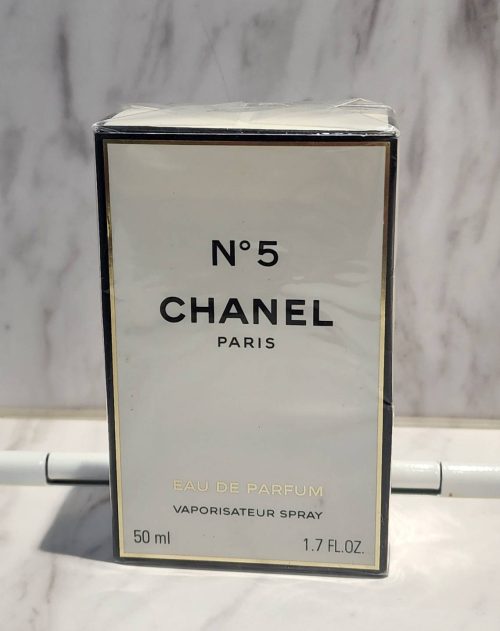 N°5
CHANEL
PARIS
EAU DE PARFUM
VAPORISATEUR SPRAY
50 ml 1.7 FL.OZ.